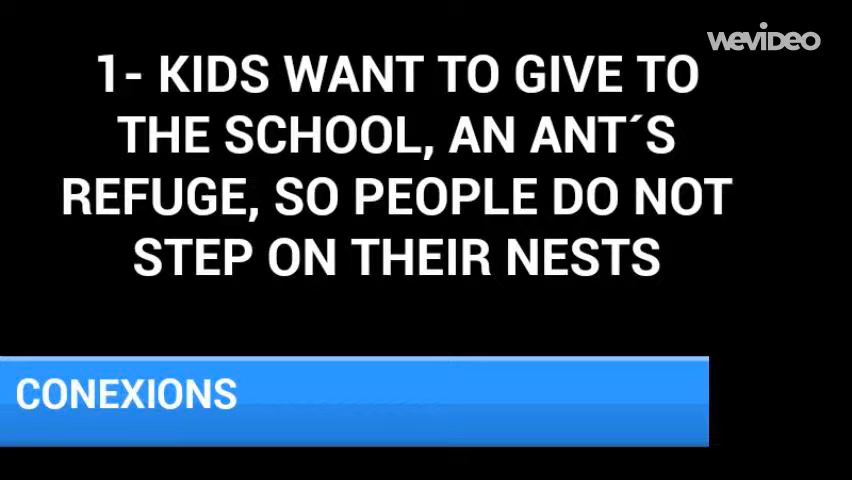 WeVideo
1- KIDS WANT TO GIVE TO
THE SCHOOL, AN ANT´S
REFUGE, SO PEOPLE DO NOT
STEP ON THEIR NESTS
CONEXIONS